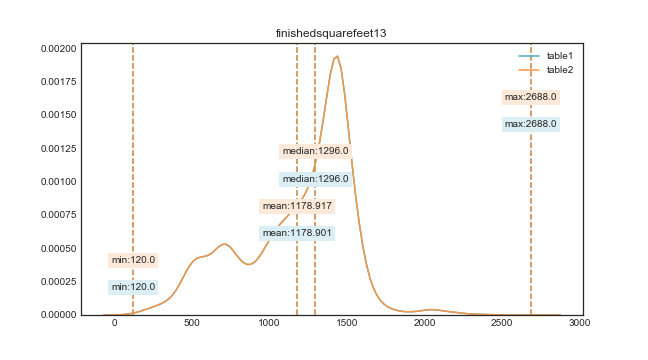 finishedsquarefeet13
0.00200
0.00175
0.00150
0.00125
0.00100
0.00075
0.00050
0.00025
0.00000
table1
table2
max:2688.0
max:2688.0
median:1296.0
median:1296.0
mean:1178.917
mean:1178.901
min:120.0
min:120.0
0
500
1000
1500
2000
2500
3000